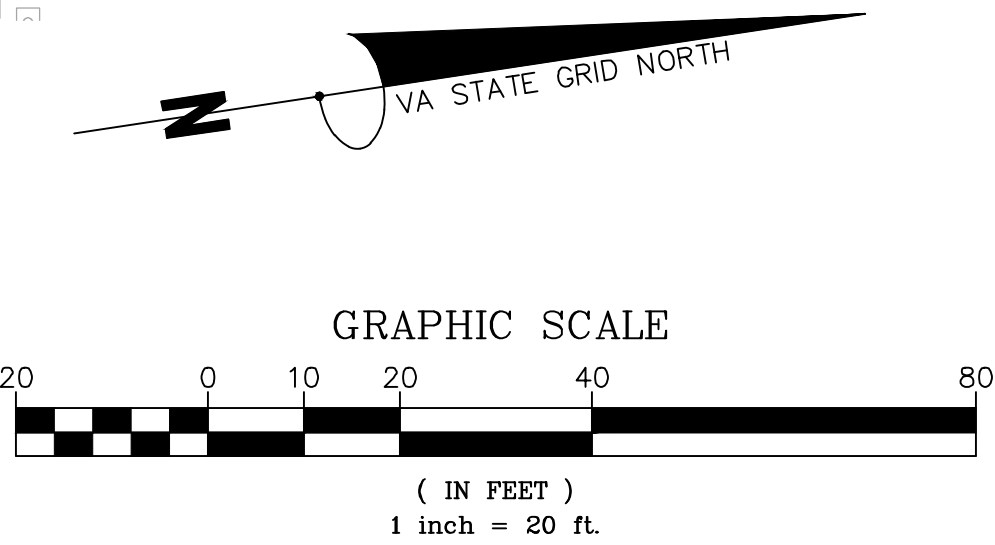 N
VA STATE GRID NORTH
GRAPHIC SCALE
20 0 10 20 40 80
( IN FEET )
1 inch = 20 ft.